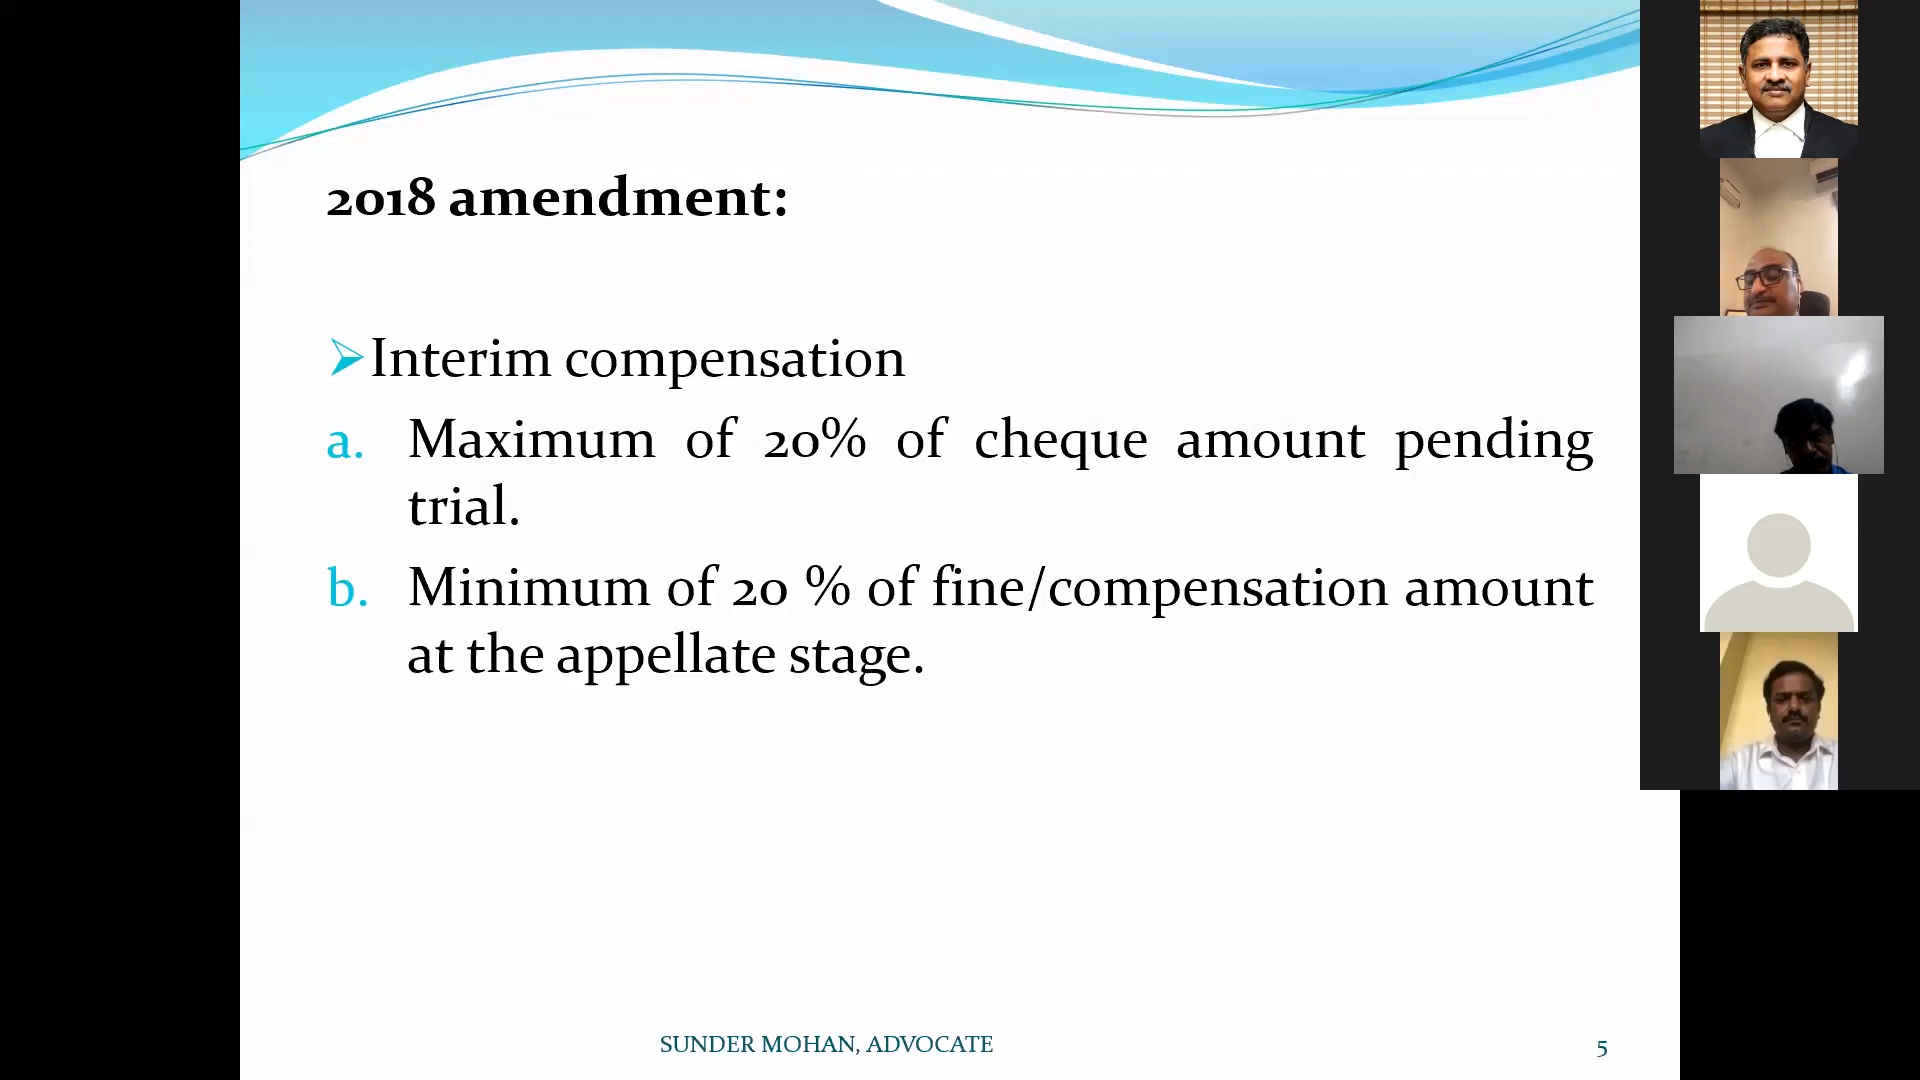 2018 amendment:
Interim compensation
a. Maximum of 20% of cheque amount pending
trial.
b. Minimum of 20 % of fine/compensation amount
at the appellate stage.
SUNDER MOHAN, ADVOCATE
5